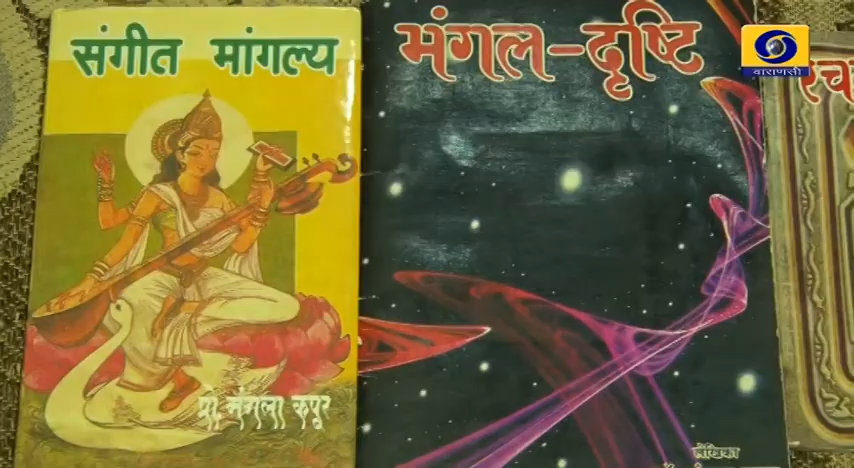 संगीत मांगल्य
प्रो. मंगला कपूर
मंगल-दृष्टि
लेखिका
वाराणसी